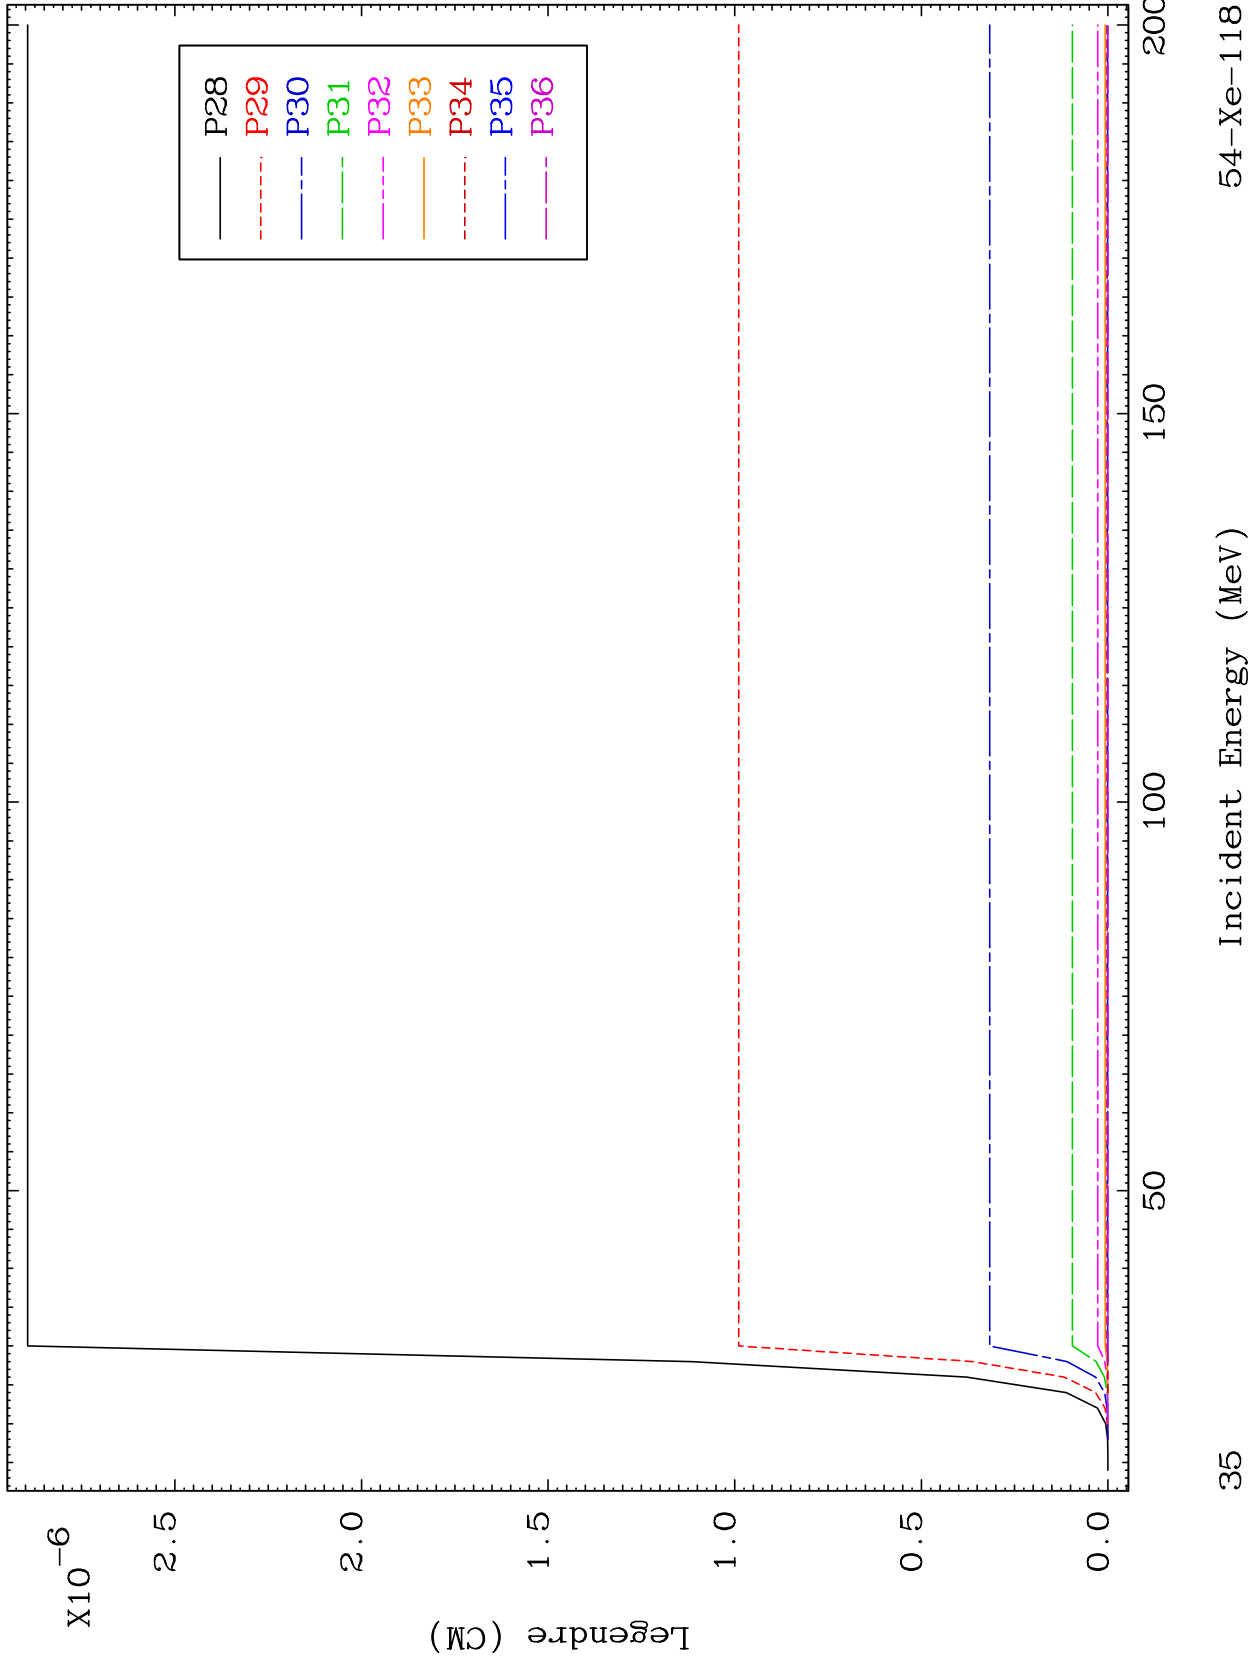 X10-6
2.5
2.0
1.5
1.0
0.5
0.0
Legendre (CM)
P28
P29
P30
P31
P32
P33
P34
P35
P36
50
100
150
200
35
Incident Energy (MeV)
54-Xe-118